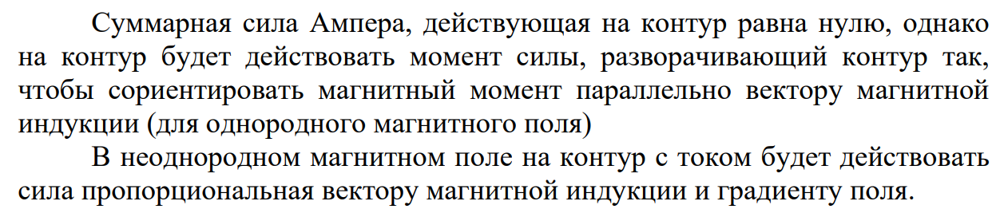 Суммарная сила Ампера, действующая на контур равна нулю, однако
на контур будет действовать момент силы, разворачивающий контур так,
чтобы сориентировать магнитный момент параллельно вектору магнитной
индукции (для однородного магнитного поля)
В неоднородном магнитном поле на контур с током будет действовать
сила пропорциональная вектору магнитной индукции и градиенту поля.